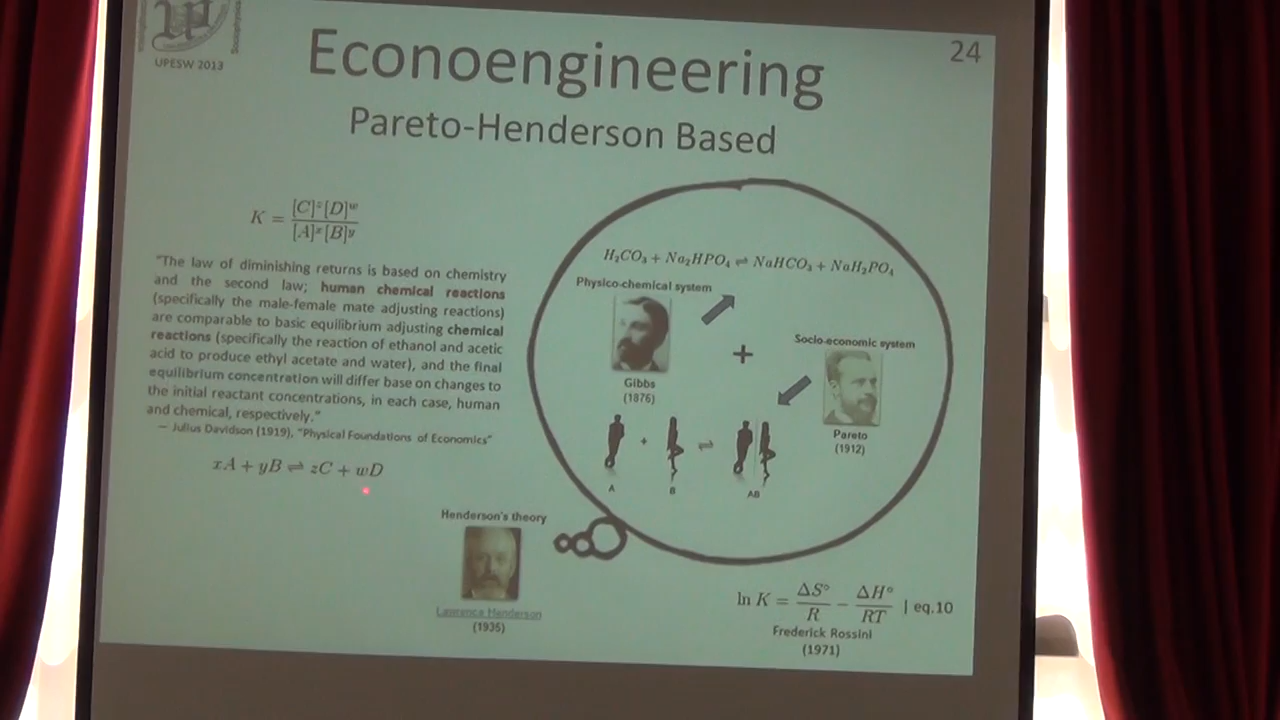 UPESW 2013
Econoengineering
24
Pareto-Henderson Based
K = [C]ᶻ[D]ʷ / [A]ˣ[B]ʸ
"The law of diminishing returns is based on chemistry
and the second law; human chemical reactions
(specifically the male-female mate adjusting reactions)
are comparable to basic equilibrium adjusting chemical
reactions (specifically the reaction of ethanol and acetic
acid to produce ethyl acetate and water), and the final
equilibrium concentration will differ base on changes to
the initial reactant concentrations, in each case, human
and chemical, respectively."
— Julius Davidson (1919), "Physical Foundations of Economics"
xA + yB ⇌ zC + wD
H₂CO₃ + Na₂HPO₄ ⇌ NaHCO₃ + NaH₂PO₄
Physico-chemical system
Gibbs
(1876)
+
Socio-economic system
Pareto
(1912)
+ ⇌
A B AB
Henderson's theory
Lawrence Henderson
(1935)
ln K = ΔS°/R − ΔH°/RT | eq.10
Frederick Rossini
(1971)